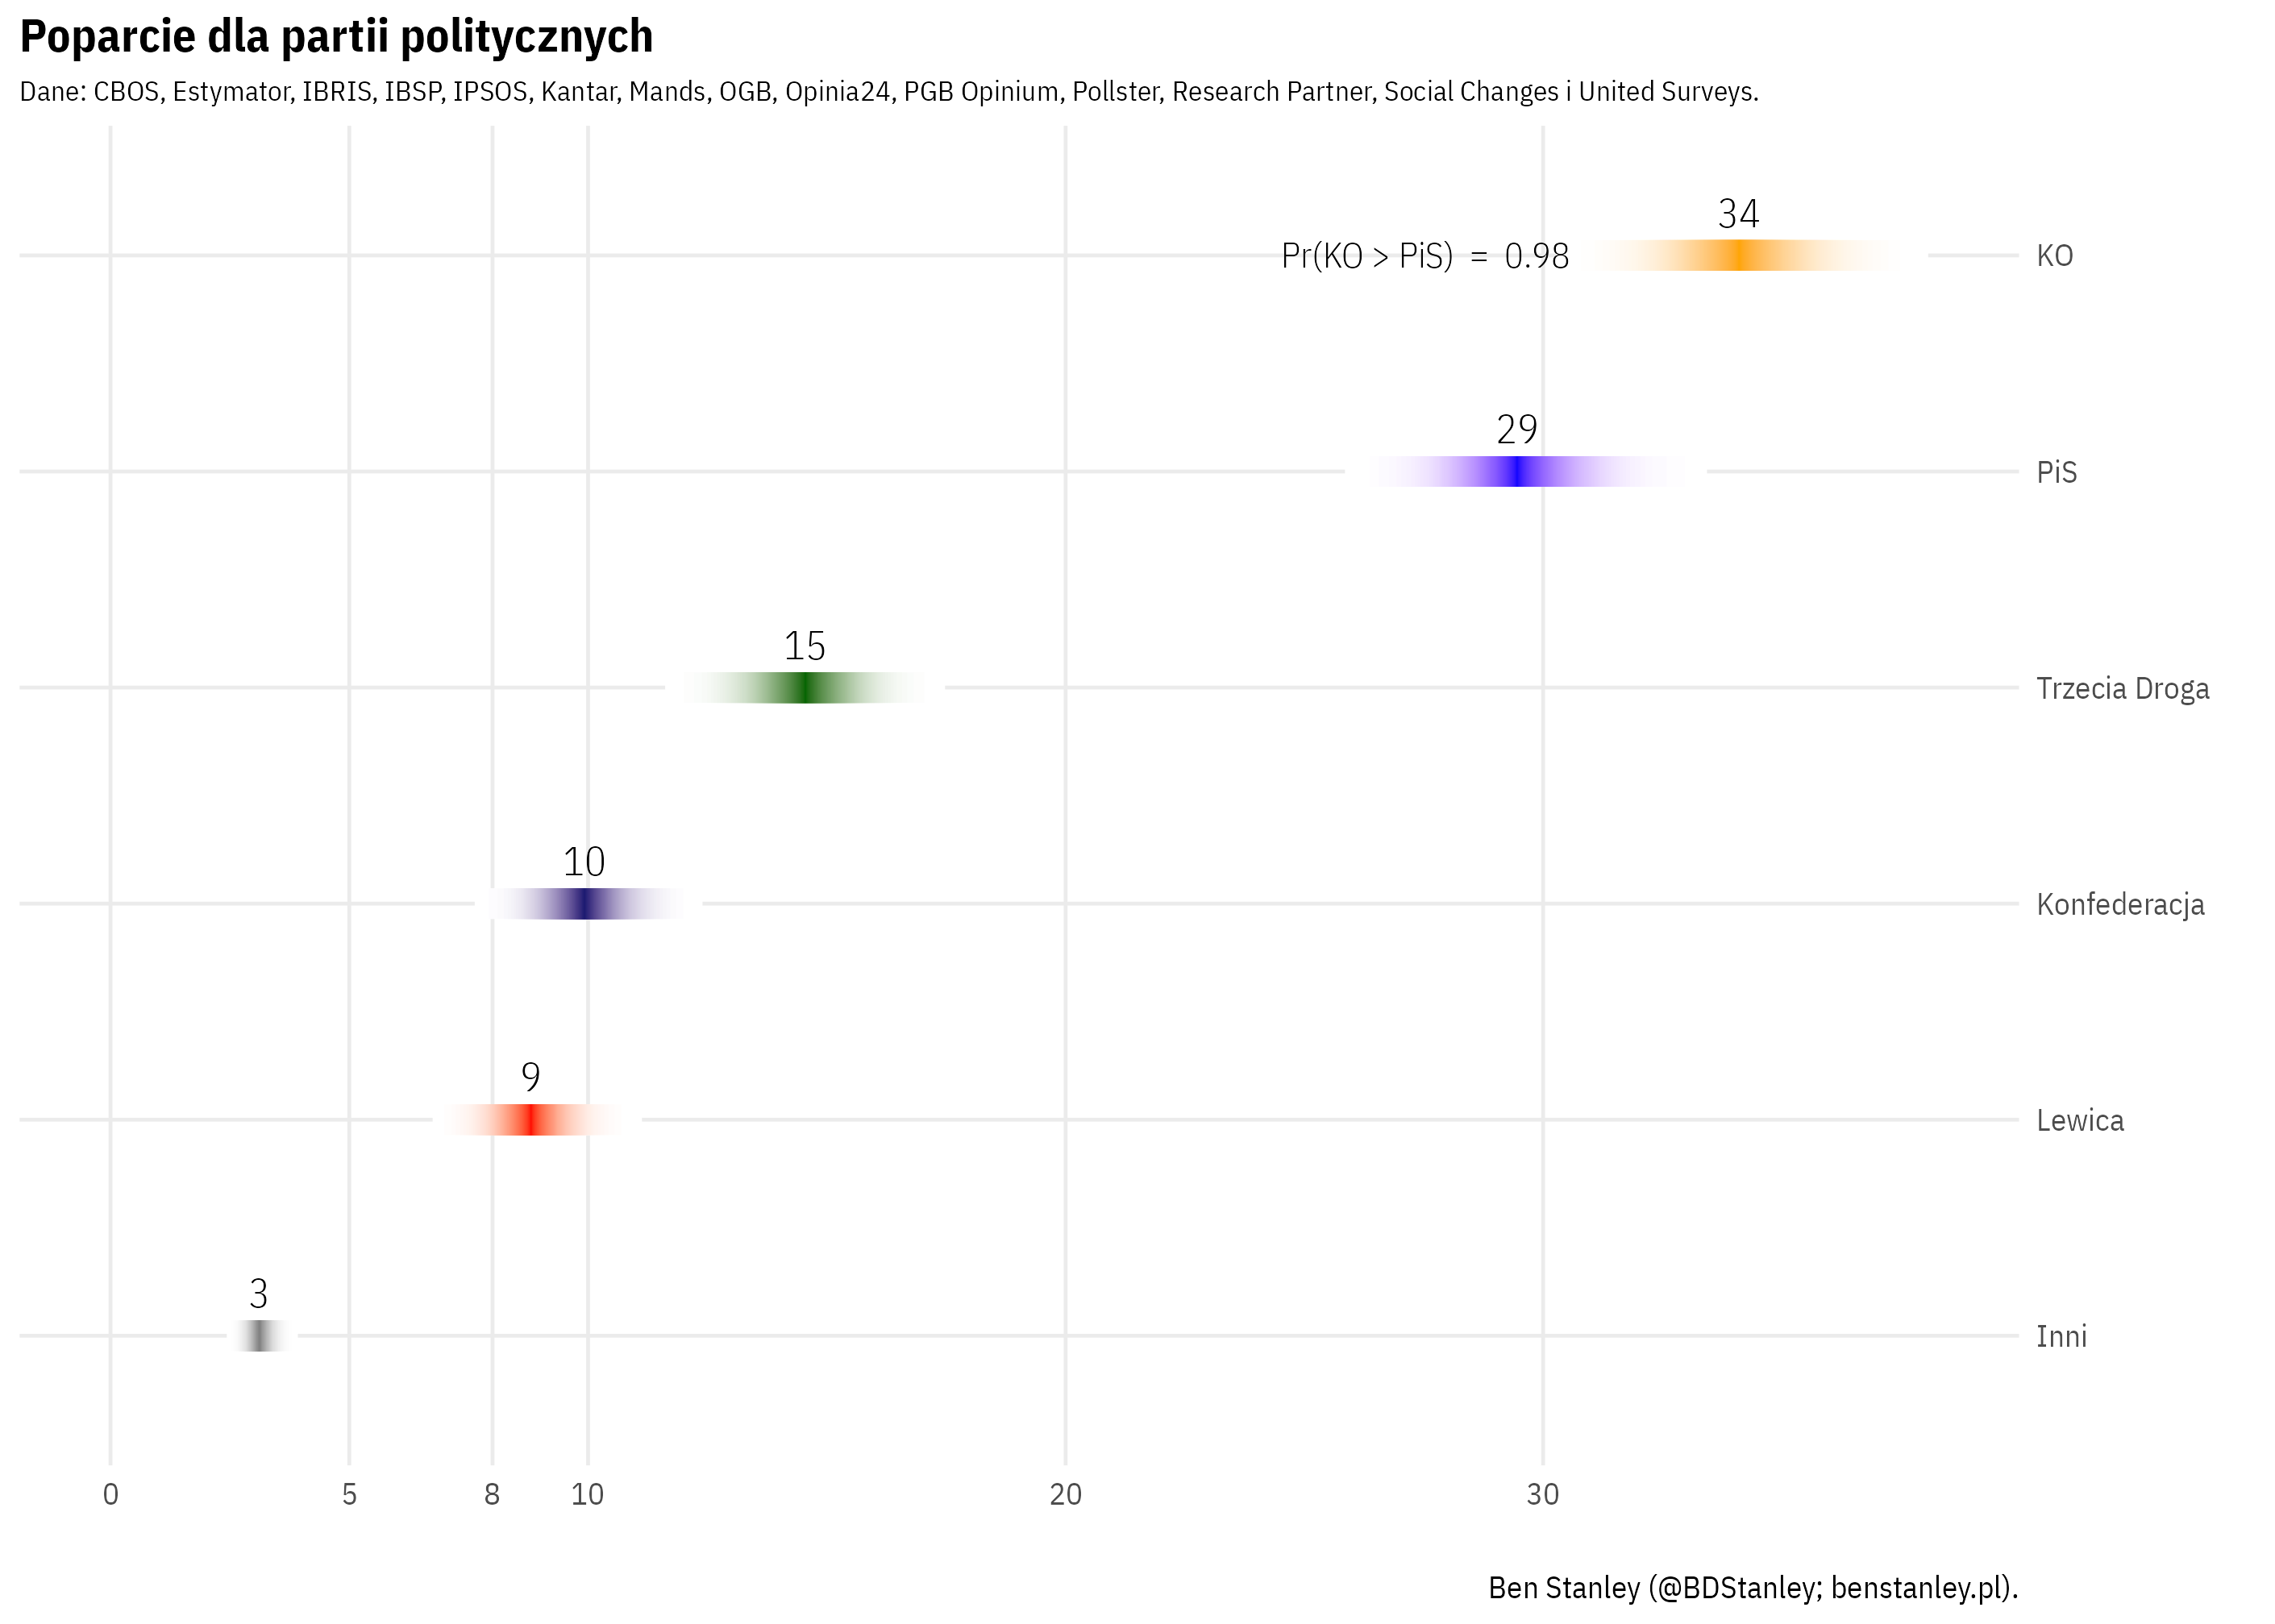 Poparcie dla partii politycznych
Dane: CBOS, Estymator, IBRIS, IBSP, IPSOS, Kantar, Mands, OGB, Opinia24, PGB Opinium, Pollster, Research Partner, Social Changes i United Surveys.
34
Pr(KO > PiS) = 0.98
KO
29
PiS
15
Trzecia Droga
10
Konfederacja
9
Lewica
3
Inni
0 5 8 10 20 30
Ben Stanley (@BDStanley; benstanley.pl).